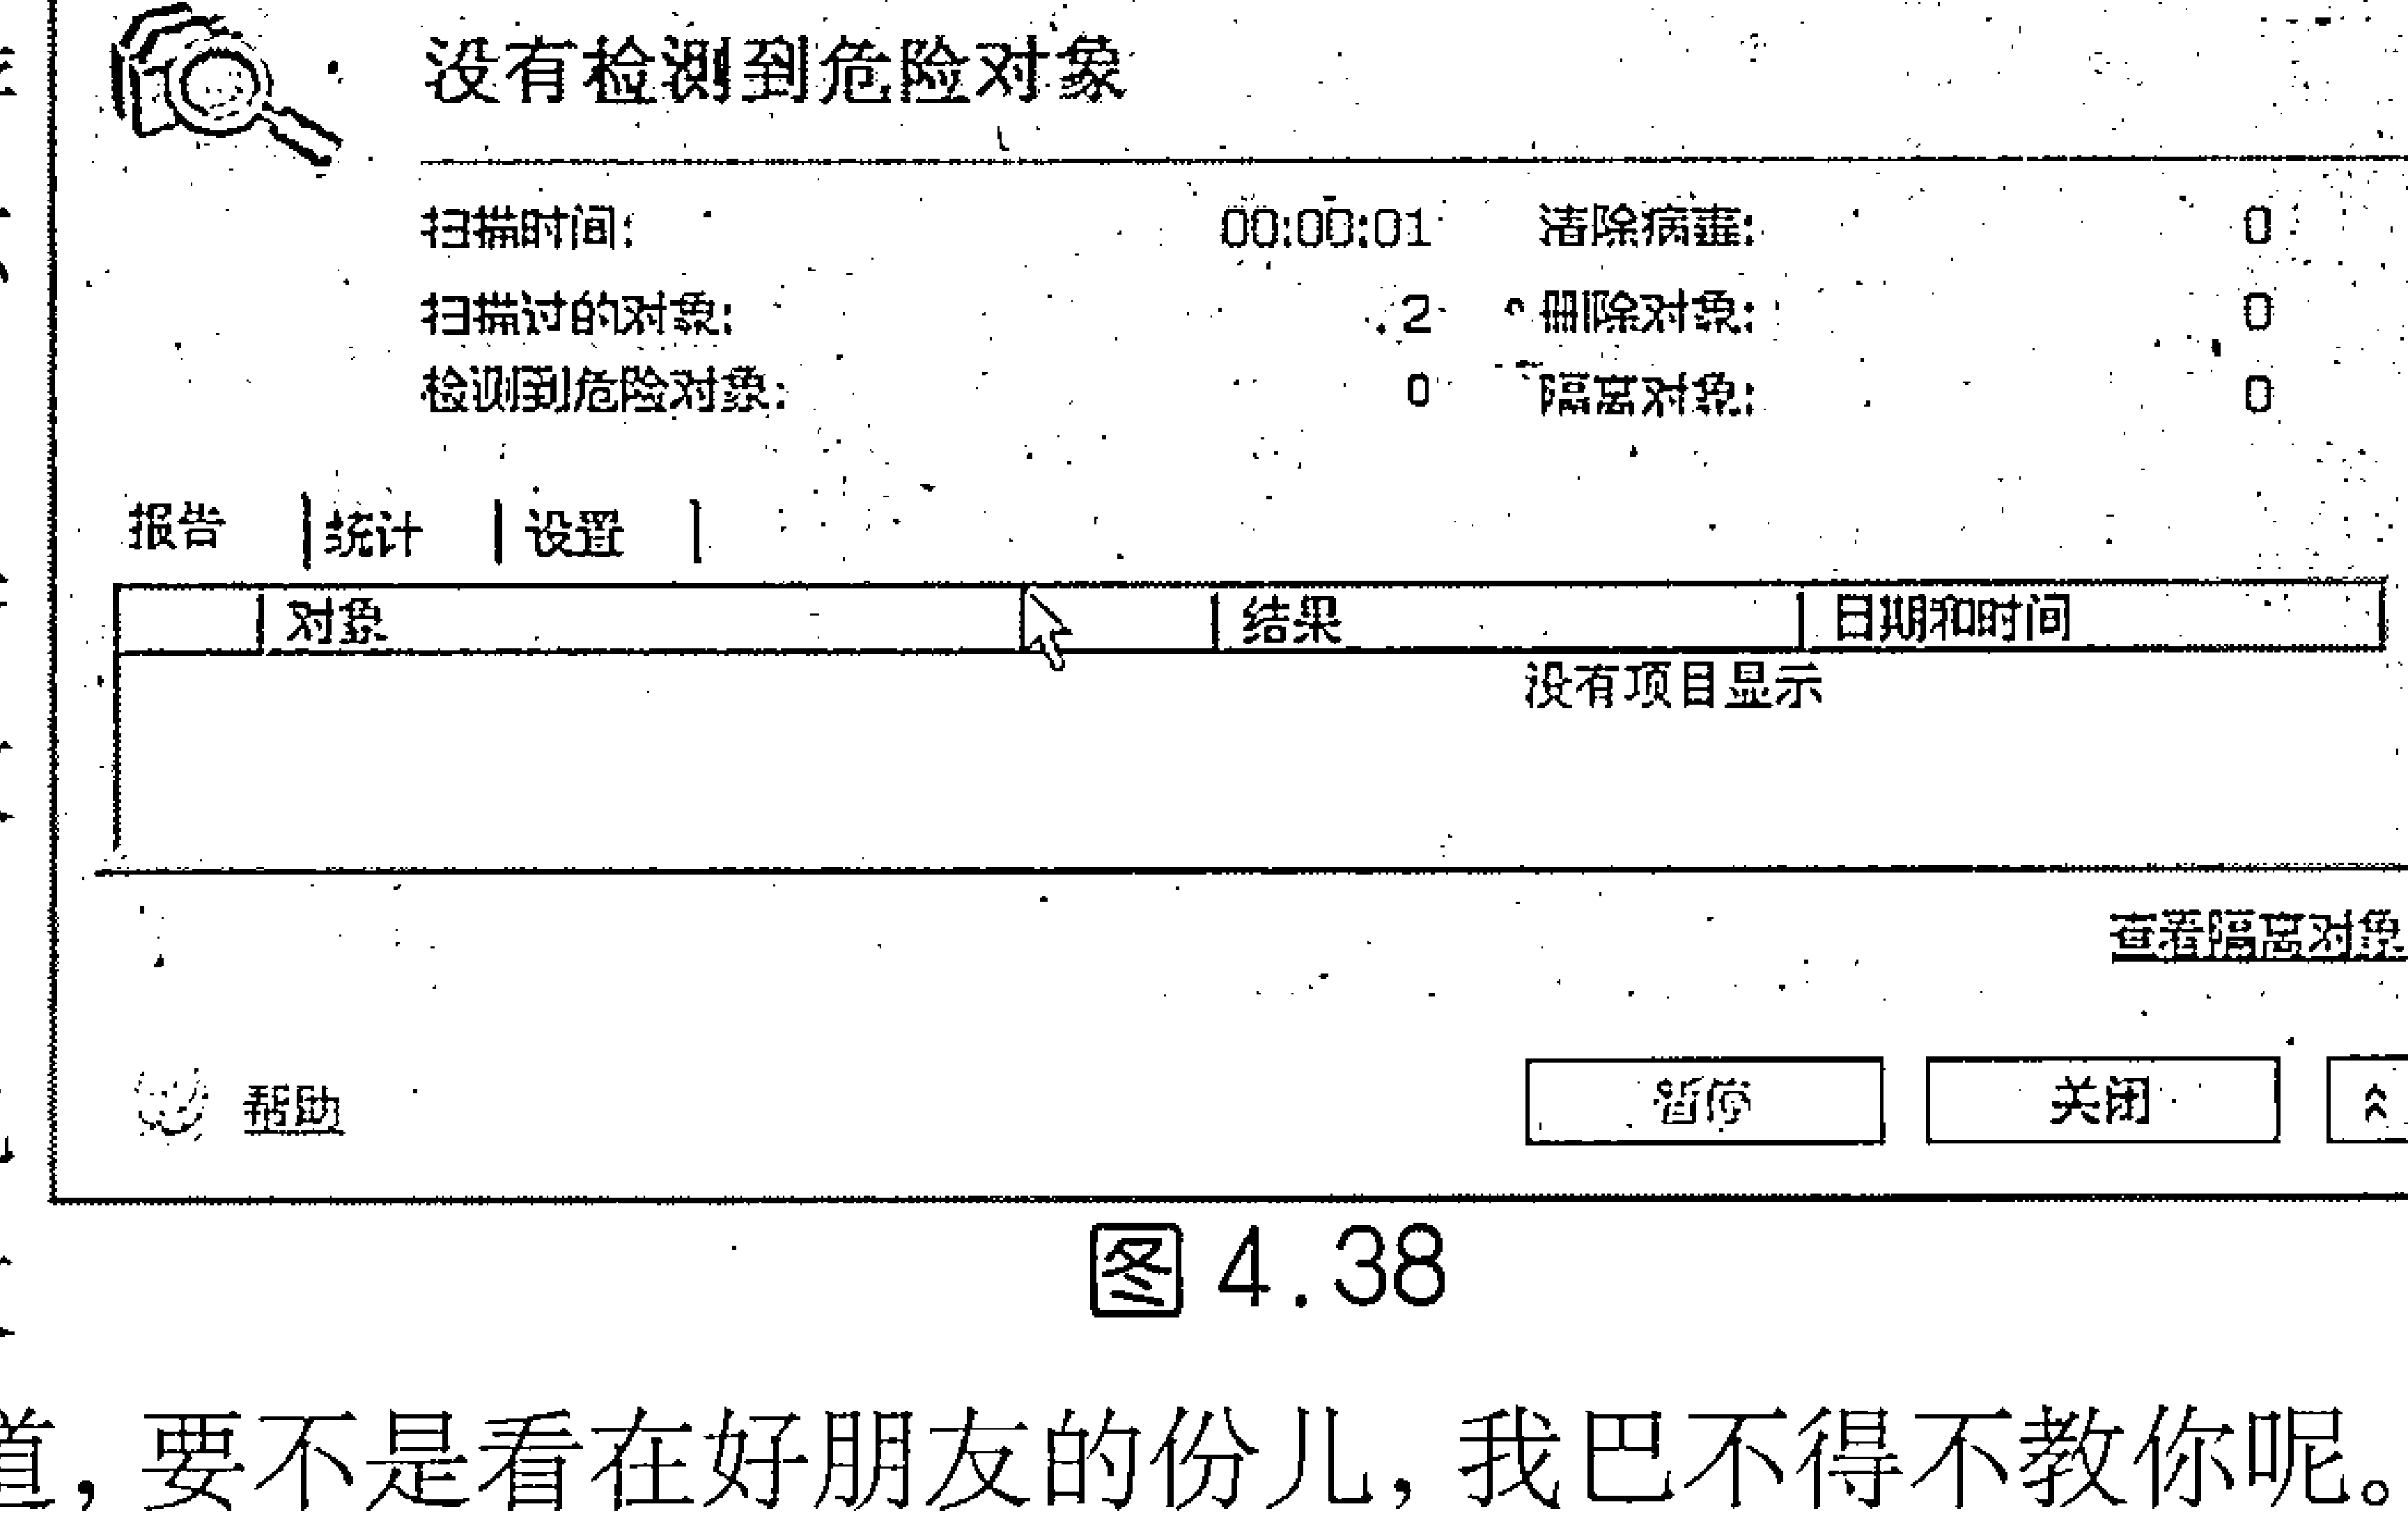 没有检测到危险对象
扫描时间: 00:00:01 清除病毒: 0
扫描过的对象: 2 删除对象: 0
检测到危险对象: 0 隔离对象: 0
报告 统计 设置
对象 结果 日期和时间
没有项目显示
查看隔离对象
帮助 暂停 关闭
图 4.38
道,要不是看在好朋友的份儿,我巴不得不教你呢。